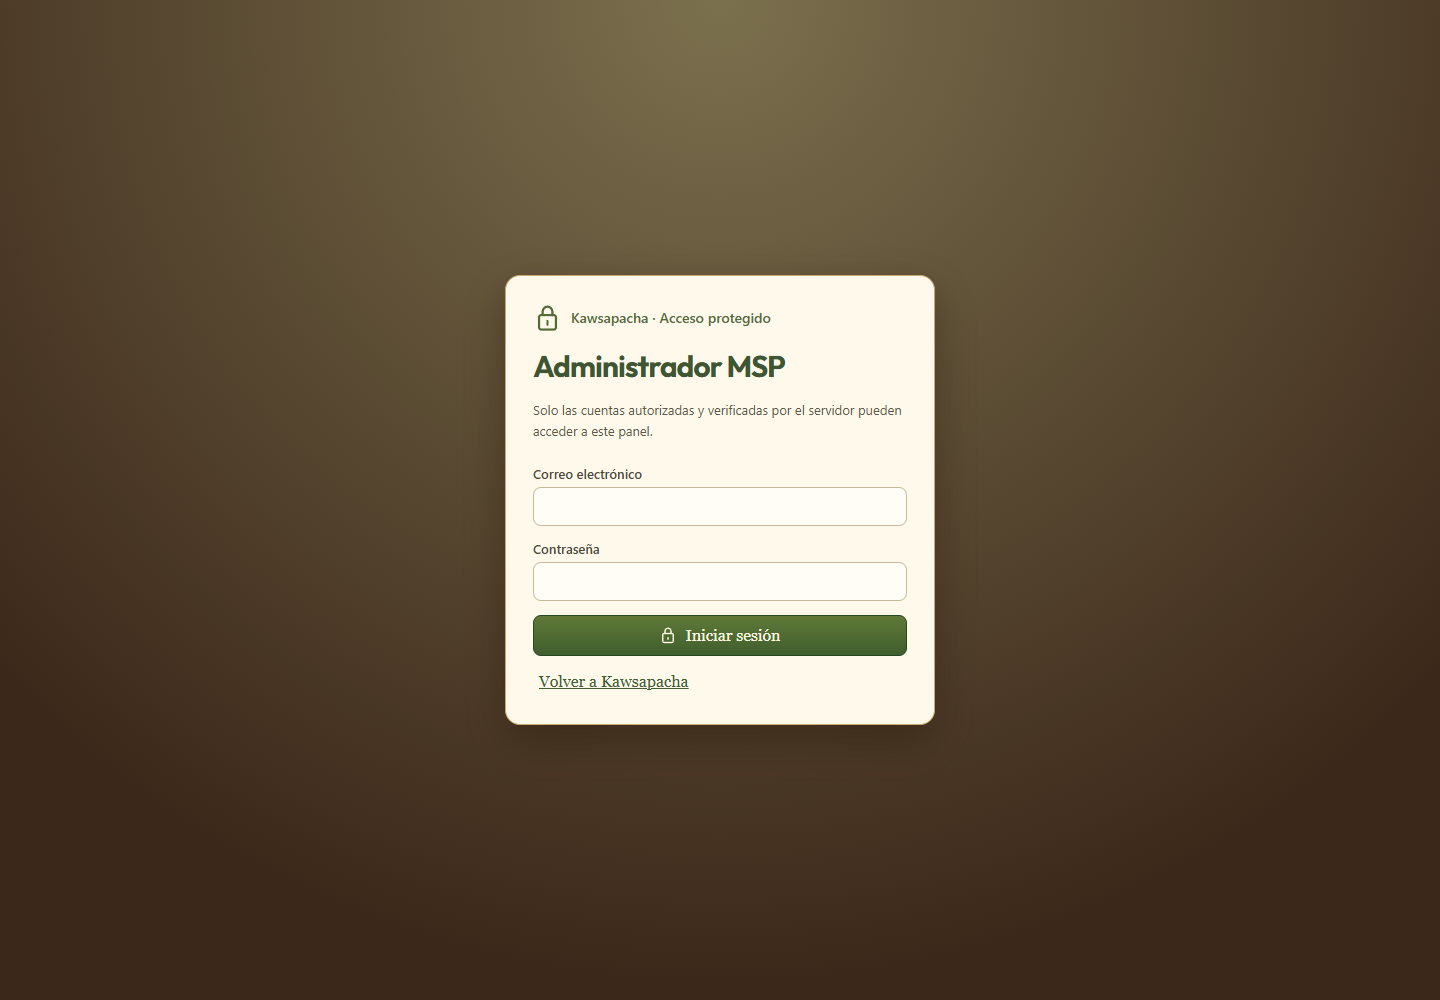 Kawsapacha · Acceso protegido
Administrador MSP
Solo las cuentas autorizadas y verificadas por el servidor pueden
acceder a este panel.
Correo electrónico
Contraseña
Iniciar sesión
Volver a Kawsapacha